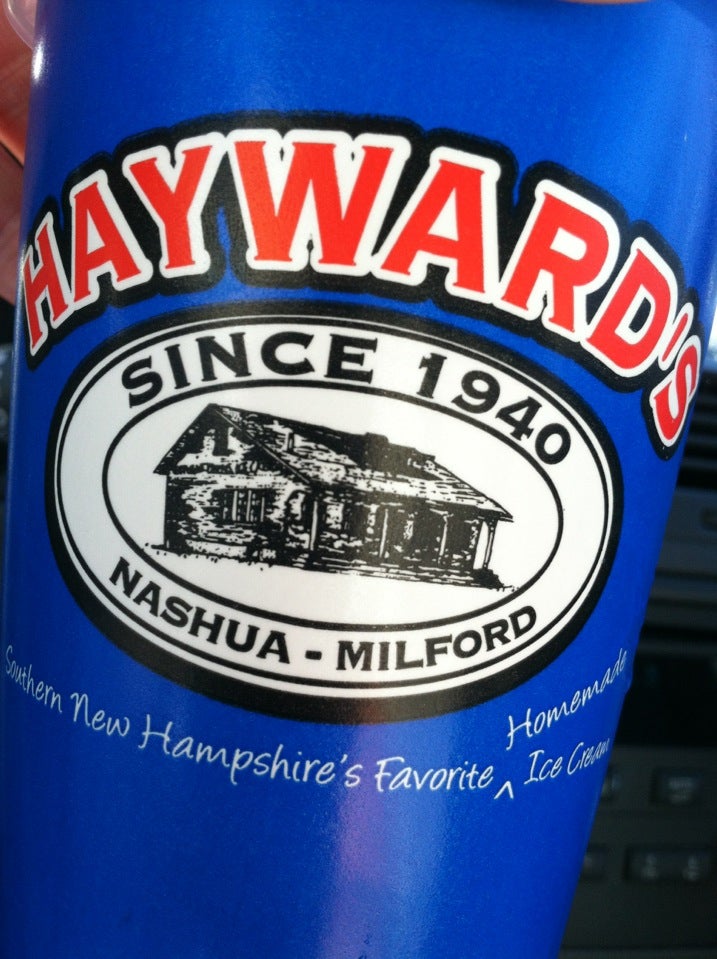 HAYWARD'S
SINCE 1940
NASHUA - MILFORD
Southern New Hampshire's Favorite ^ Homemade Ice Cream